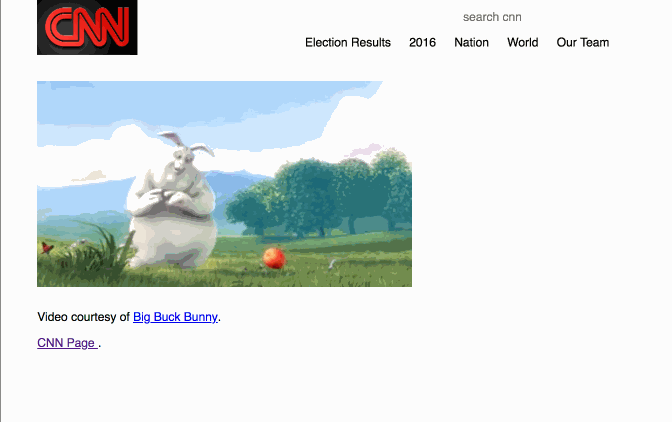 CNN
search cnn
Election Results 2016 Nation World Our Team
Video courtesy of Big Buck Bunny.
CNN Page .